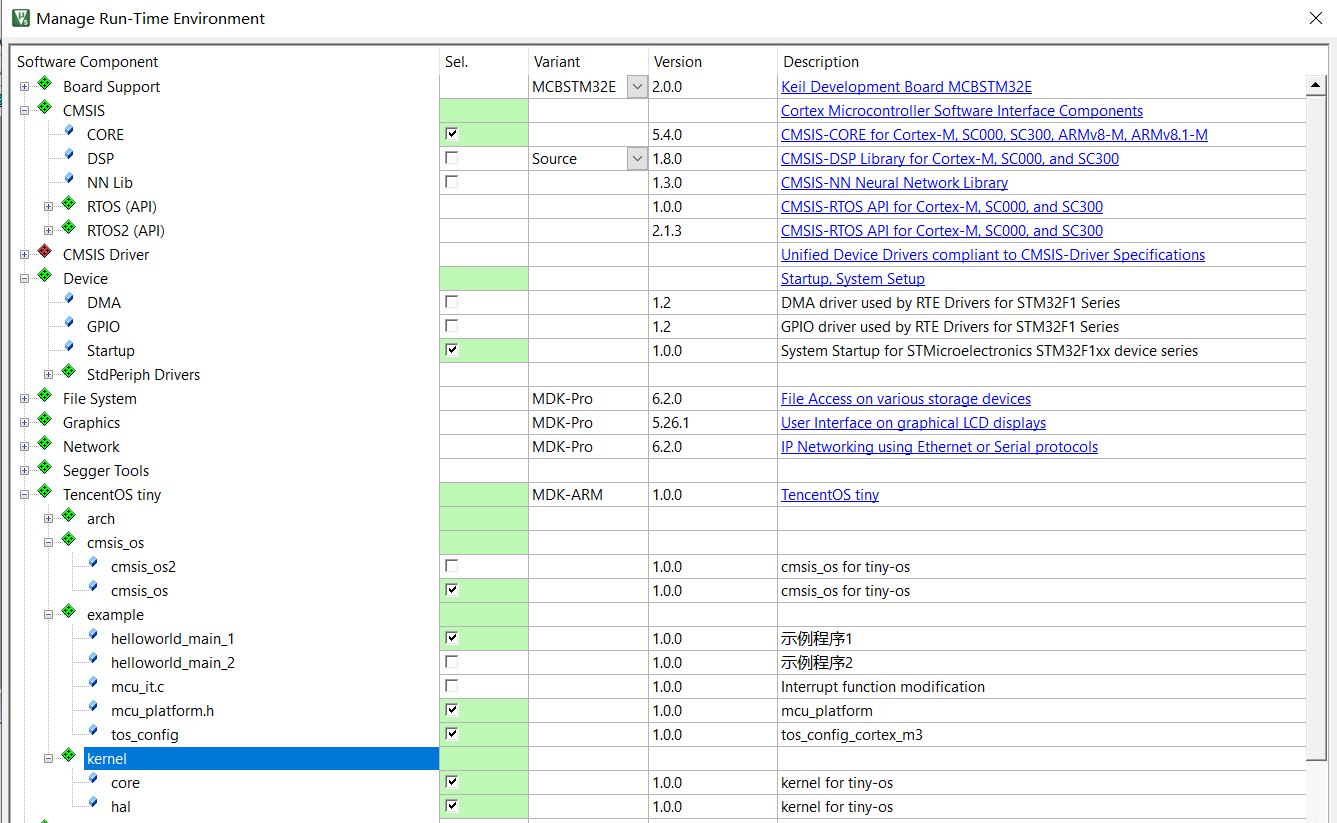 Manage Run-Time Environment
Software Component Sel. Variant Version Description
Board Support MCBSTM32E 2.0.0 Keil Development Board MCBSTM32E
CMSIS Cortex Microcontroller Software Interface Components
CORE 5.4.0 CMSIS-CORE for Cortex-M, SC000, SC300, ARMv8-M, ARMv8.1-M
DSP Source 1.8.0 CMSIS-DSP Library for Cortex-M, SC000, and SC300
NN Lib 1.3.0 CMSIS-NN Neural Network Library
RTOS (API) 1.0.0 CMSIS-RTOS API for Cortex-M, SC000, and SC300
RTOS2 (API) 2.1.3 CMSIS-RTOS API for Cortex-M, SC000, and SC300
CMSIS Driver Unified Device Drivers compliant to CMSIS-Driver Specifications
Device Startup, System Setup
DMA 1.2 DMA driver used by RTE Drivers for STM32F1 Series
GPIO 1.2 GPIO driver used by RTE Drivers for STM32F1 Series
Startup 1.0.0 System Startup for STMicroelectronics STM32F1xx device series
StdPeriph Drivers
File System MDK-Pro 6.2.0 File Access on various storage devices
Graphics MDK-Pro 5.26.1 User Interface on graphical LCD displays
Network MDK-Pro 6.2.0 IP Networking using Ethernet or Serial protocols
Segger Tools
TencentOS tiny MDK-ARM 1.0.0 TencentOS tiny
arch
cmsis_os
cmsis_os2 1.0.0 cmsis_os for tiny-os
cmsis_os 1.0.0 cmsis_os for tiny-os
example
helloworld_main_1 1.0.0 示例程序1
helloworld_main_2 1.0.0 示例程序2
mcu_it.c 1.0.0 Interrupt function modification
mcu_platform.h 1.0.0 mcu_platform
tos_config 1.0.0 tos_config_cortex_m3
kernel
core 1.0.0 kernel for tiny-os
hal 1.0.0 kernel for tiny-os